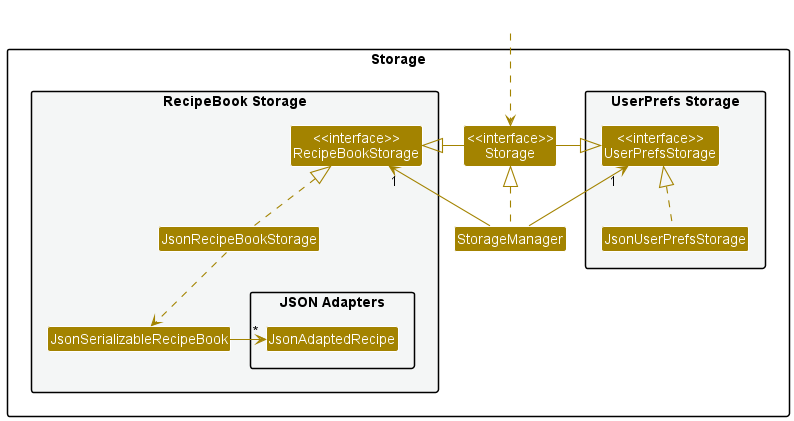 Storage
RecipeBook Storage
UserPrefs Storage
<<interface>>
RecipeBookStorage
<<interface>>
Storage
<<interface>>
UserPrefsStorage
1
1
JsonRecipeBookStorage
StorageManager
JsonUserPrefsStorage
JSON Adapters
JsonSerializableRecipeBook
*
JsonAdaptedRecipe